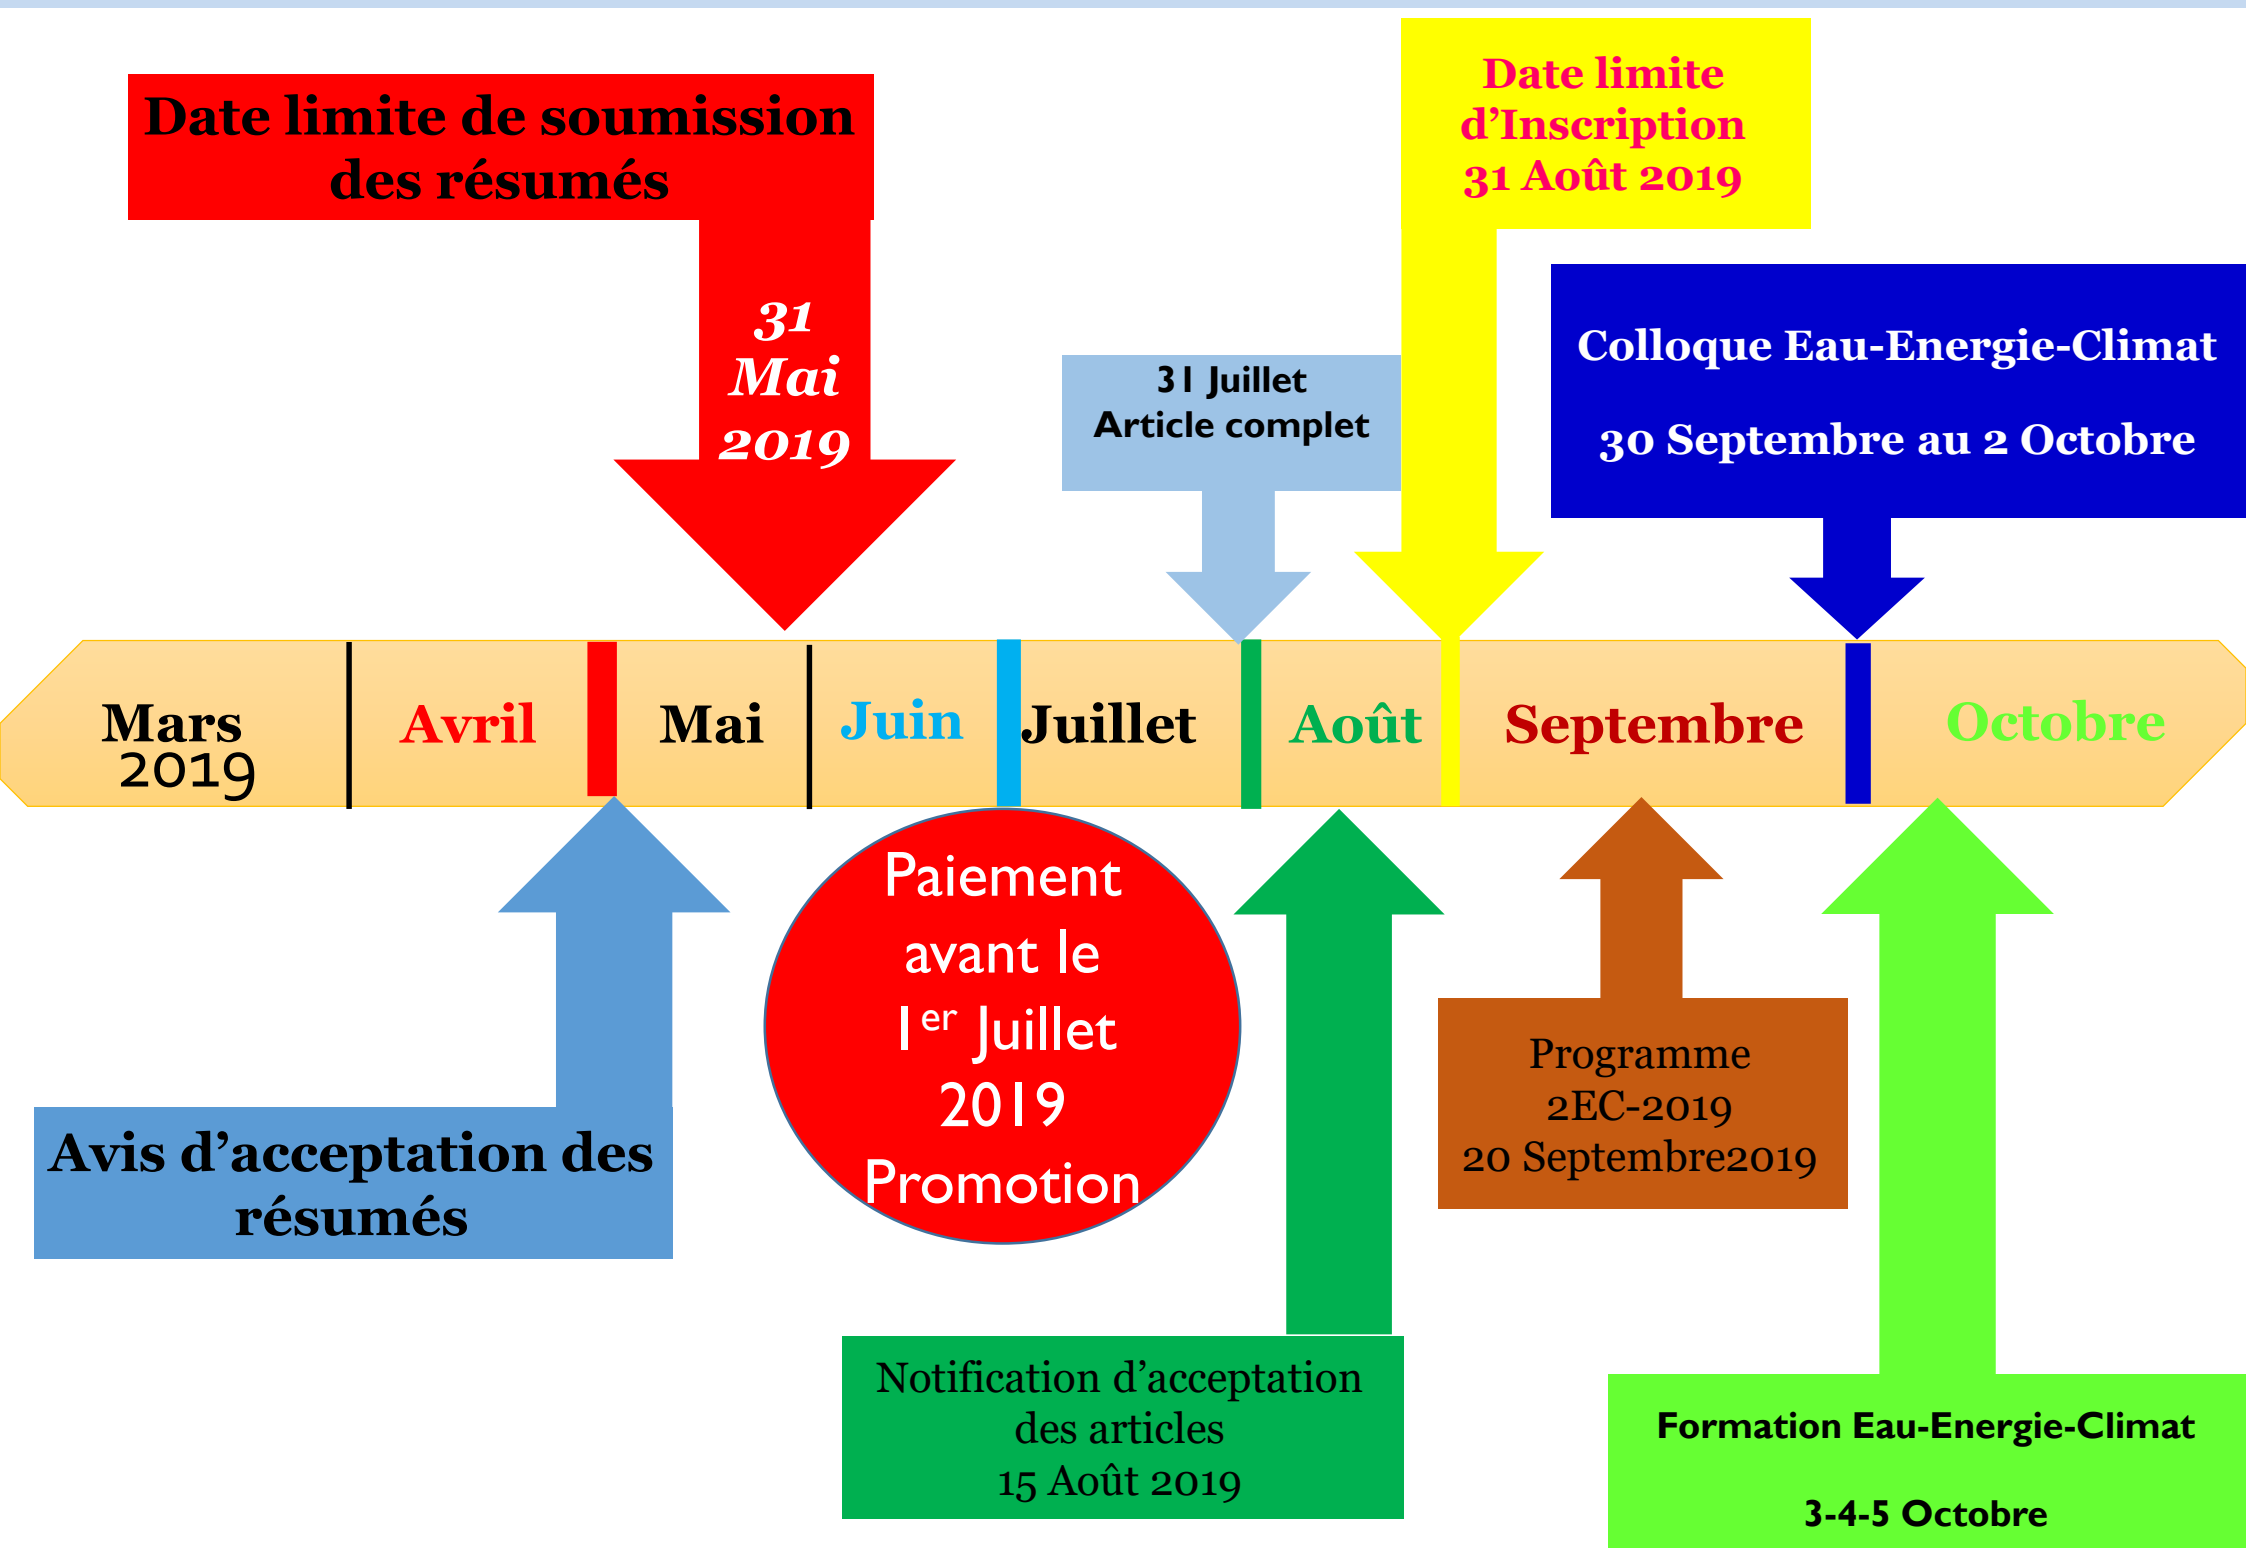 Date limite de soumission
des résumés
31
Mai
2019
31 Juillet
Article complet
Date limite
d’Inscription
31 Août 2019
Colloque Eau-Energie-Climat
30 Septembre au 2 Octobre
Mars
2019
Avril
Mai
Juin
Juillet
Août
Septembre
Octobre
Avis d’acceptation des
résumés
Paiement
avant le
1er Juillet
2019
Promotion
Notification d’acceptation
des articles
15 Août 2019
Programme
2EC-2019
20 Septembre2019
Formation Eau-Energie-Climat
3-4-5 Octobre